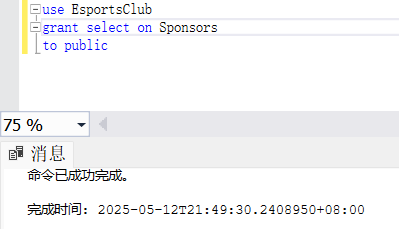 use EsportsClub
grant select on Sponsors
to public
75 %
消息
命令已成功完成。
完成时间: 2025-05-12T21:49:30.2408950+08:00